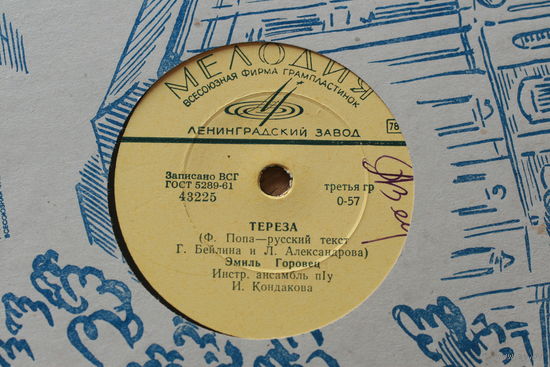 МЕЛОДИЯ
ВСЕСОЮЗНАЯ ФИРМА ГРАМПЛАСТИНОК
ЛЕНИНГРАДСКИЙ ЗАВОД
78
Записано ВСГ
ГОСТ 5289-61
43225
третья гр
0-57
ТЕРЕЗА
(Ф. Попа—русский текст
Г. Бейлина и Л. Александрова)
Эмиль Горовец
Инстр. ансамбль п/у
И. Кондакова